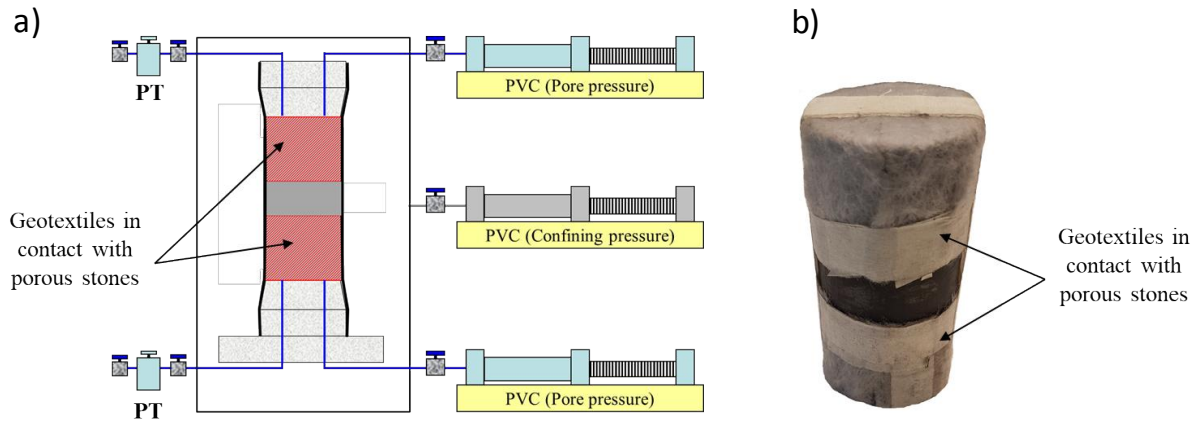 a)
b)
PT
PVC (Pore pressure)
Geotextiles in
contact with
porous stones
PVC (Confining pressure)
Geotextiles in
contact with
porous stones
PT
PVC (Pore pressure)